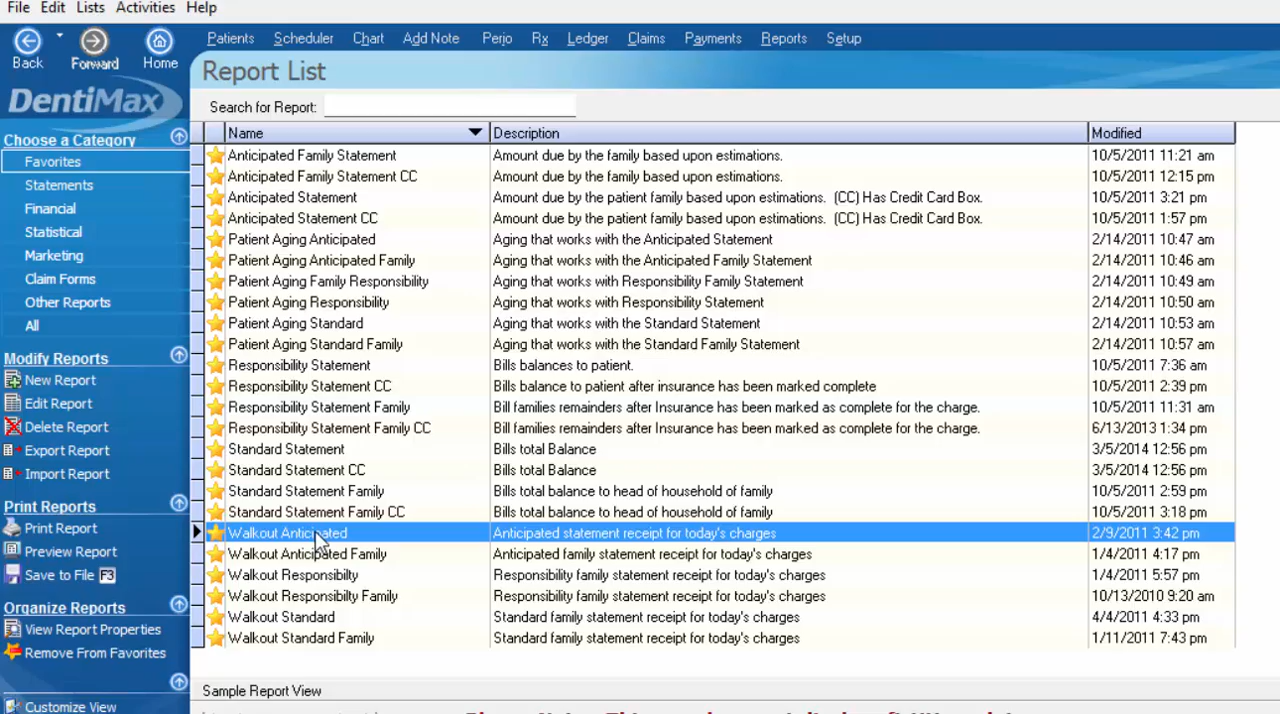 File Edit Lists Activities Help
Back Forward Home
Patients Scheduler Chart Add Note Perio Rx Ledger Claims Payments Reports Setup
DentiMax
Report List
Search for Report:
Choose a Category
Favorites
Statements
Financial
Statistical
Marketing
Claim Forms
Other Reports
All
Modify Reports
New Report
Edit Report
Delete Report
Export Report
Import Report
Print Reports
Print Report
Preview Report
Save to File F3
Organize Reports
View Report Properties
Remove From Favorites
Customize View
Name Description Modified
Anticipated Family Statement Amount due by the family based upon estimations. 10/5/2011 11:21 am
Anticipated Family Statement CC Amount due by the family based upon estimations. 10/5/2011 12:15 pm
Anticipated Statement Amount due by the patient family based upon estimations. (CC) Has Credit Card Box. 10/5/2011 3:21 pm
Anticipated Statement CC Amount due by the patient family based upon estimations. (CC) Has Credit Card Box. 10/5/2011 1:57 pm
Patient Aging Anticipated Aging that works with the Anticipated Statement 2/14/2011 10:47 am
Patient Aging Anticipated Family Aging that works with the Anticipated Family Statement 2/14/2011 10:46 am
Patient Aging Family Responsibility Aging that works with Responsibility Family Statement 2/14/2011 10:49 am
Patient Aging Responsibility Aging that works with Responsibility Statement 2/14/2011 10:50 am
Patient Aging Standard Aging that works with the Standard Statement 2/14/2011 10:53 am
Patient Aging Standard Family Aging that works with the Standard Family Statement 2/14/2011 10:57 am
Responsibility Statement Bills balances to patient. 10/5/2011 7:36 am
Responsibility Statement CC Bills balance to patient after insurance has been marked complete 10/5/2011 2:39 pm
Responsibility Statement Family Bill families remainders after Insurance has been marked as complete for the charge. 10/5/2011 11:31 am
Responsibility Statement Family CC Bill families remainders after Insurance has been marked as complete for the charge. 6/13/2013 1:34 pm
Standard Statement Bills total Balance 3/5/2014 12:56 pm
Standard Statement CC Bills total Balance 3/5/2014 12:56 pm
Standard Statement Family Bills total balance to head of household of family 10/5/2011 2:59 pm
Standard Statement Family CC Bills total balance to head of household of family 10/5/2011 3:18 pm
Walkout Anticipated Anticipated statement receipt for today's charges 2/9/2011 3:42 pm
Walkout Anticipated Family Anticipated family statement receipt for today's charges 1/4/2011 4:17 pm
Walkout Responsibilty Responsibility family statement receipt for today's charges 1/4/2011 5:57 pm
Walkout Responsibilty Family Responsibility family statement receipt for today's charges 10/13/2010 9:20 am
Walkout Standard Standard family statement receipt for today's charges 4/4/2011 4:33 pm
Walkout Standard Family Standard family statement receipt for today's charges 1/11/2011 7:43 pm
Sample Report View